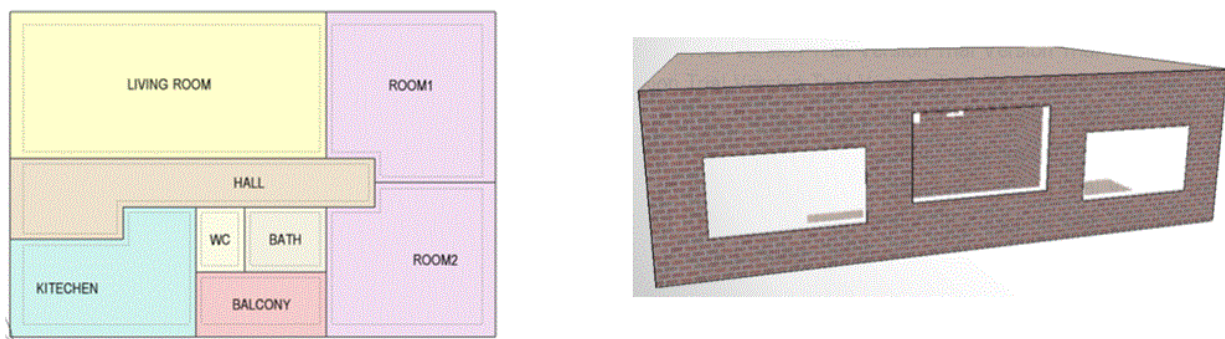 LIVING ROOM
ROOM1
HALL
WC
BATH
ROOM2
KITECHEN
BALCONY